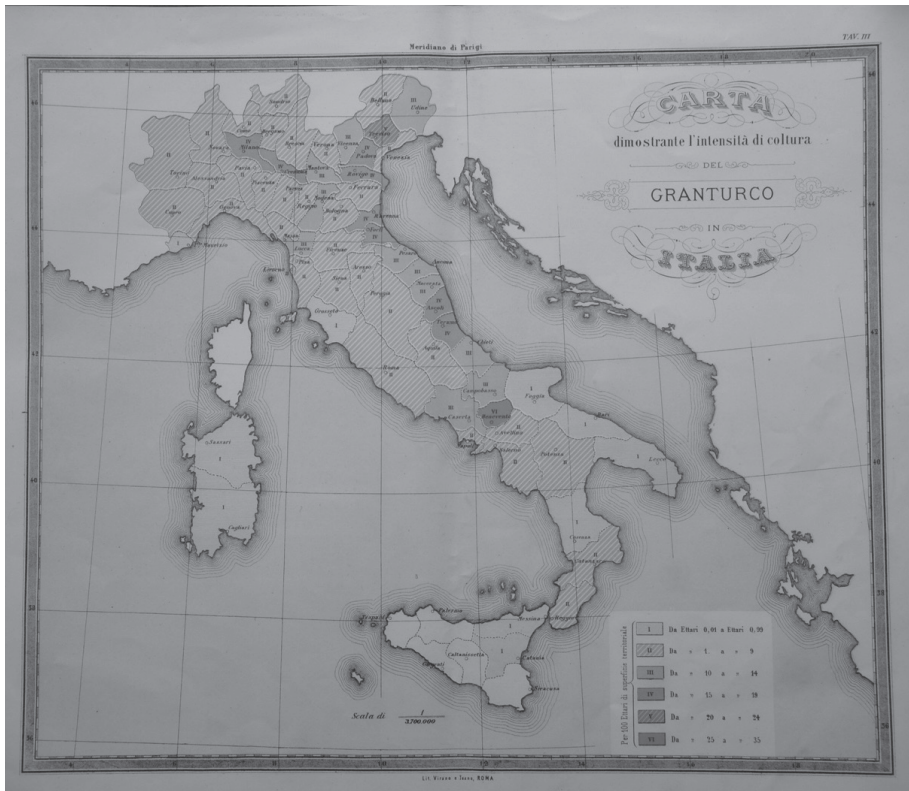 Meridiano di Parigi
TAV. III
CARTA
dimostrante l'intensità di coltura
DEL
GRANTURCO
IN
ITALIA
Belluno
Udine
Sondrio
Como
Bergamo
Treviso
Novara
Milano
Brescia
Verona
Vicenza
Padova
Venezia
Torino
Pavia
Cremona
Mantova
Rovigo
Alessandria
Piacenza
Parma
Ferrara
Cuneo
Genova
Reggio
Modena
Bologna
Ravenna
Forlì
Massa
Lucca
Firenze
Pesaro
Pisa
Livorno
Ancona
Arezzo
Siena
Macerata
Perugia
Ascoli
Grosseto
Teramo
Aquila
Chieti
Roma
Campobasso
Foggia
Caserta
Benevento
Bari
Avellino
Napoli
Salerno
Potenza
Lecce
Sassari
Cagliari
Cosenza
Catanzaro
Reggio
Messina
Palermo
Trapani
Caltanissetta
Catania
Girgenti
Siracusa
Scala di 1/3.700.000
Per 100 Ettari di superficie territoriale
I Da Ettari 0,01 a Ettari 0,99
II Da " 1. a " 9
III Da " 10 a " 14
IV Da " 15 a " 19
V Da " 20 a " 24
VI Da " 25 a " 35
ROMA